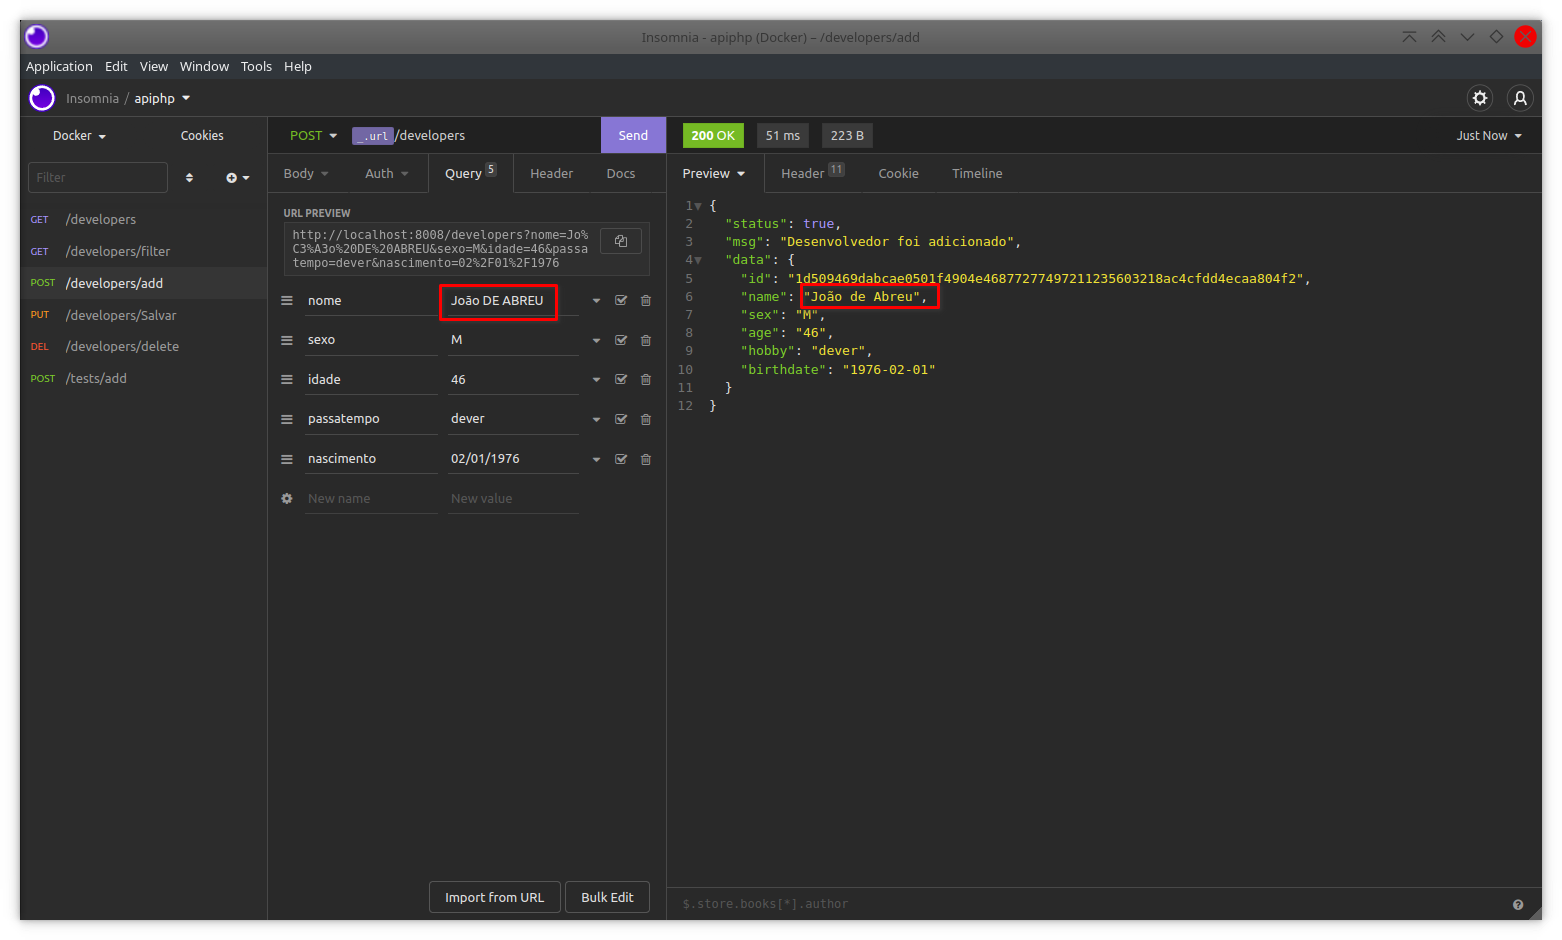 Insomnia - apiphp (Docker) – /developers/add
Application Edit View Window Tools Help
Insomnia / apiphp
Docker Cookies
Filter
GET /developers
GET /developers/filter
POST /developers/add
PUT /developers/Salvar
DEL /developers/delete
POST /tests/add
POST _.url/developers Send
Body Auth Query 5 Header Docs
URL PREVIEW
http://localhost:8008/developers?nome=Jo%
C3%A3o%20DE%20ABREU&sexo=M&idade=46&passa
tempo=dever&nascimento=02%2F01%2F1976
nome João DE ABREU
sexo M
idade 46
passatempo dever
nascimento 02/01/1976
New name New value
Import from URL Bulk Edit
200 OK 51 ms 223 B Just Now
Preview Header 11 Cookie Timeline
1 {
2 "status": true,
3 "msg": "Desenvolvedor foi adicionado",
4 "data": {
5 "id": "1d509469dabcae0501f4904e46877277497211235603218ac4cfdd4ecaa804f2",
6 "name": "João de Abreu",
7 "sex": "M",
8 "age": "46",
9 "hobby": "dever",
10 "birthdate": "1976-02-01"
11 }
12 }
$.store.books[*].author